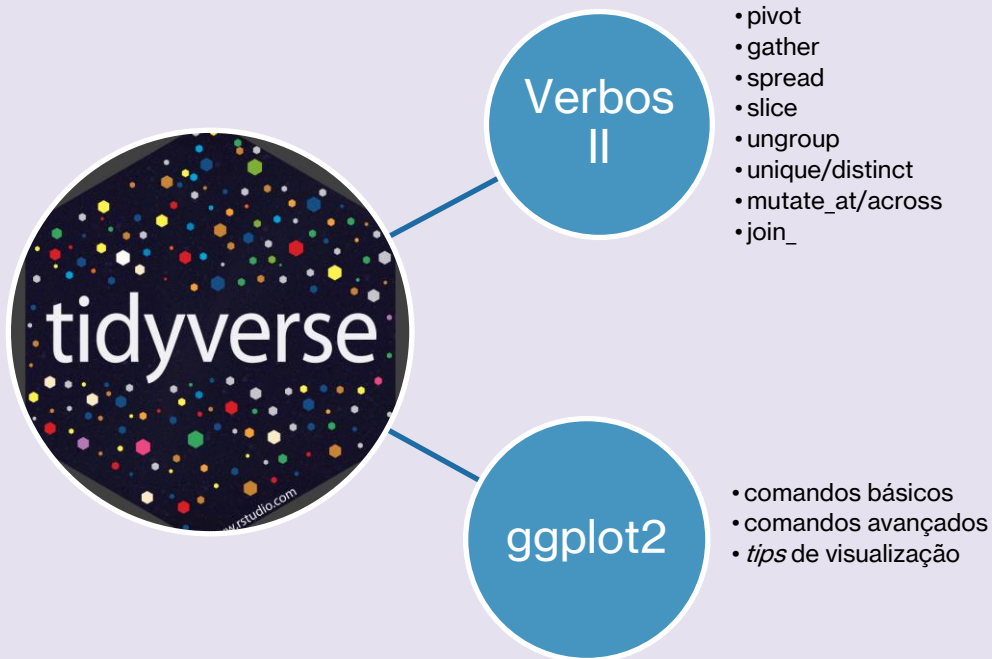 tidyverse
www.rstudio.com
Verbos
II
• pivot
• gather
• spread
• slice
• ungroup
• unique/distinct
• mutate_at/across
• join_
ggplot2
• comandos básicos
• comandos avançados
• tips de visualização